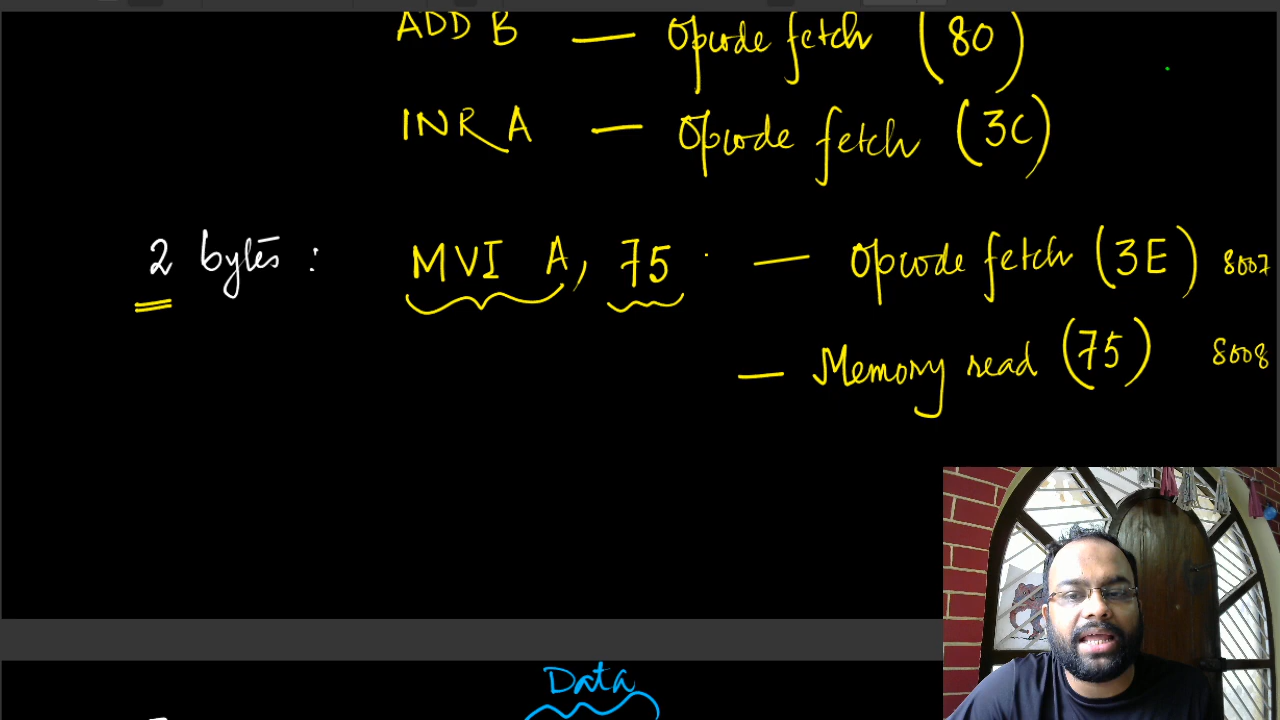 ADD B — Opcode fetch (80)
INR A — Opcode fetch (3C)
2 bytes : MVI A, 75 — Opcode fetch (3E) 8007
— Memory read (75) 8008
Data